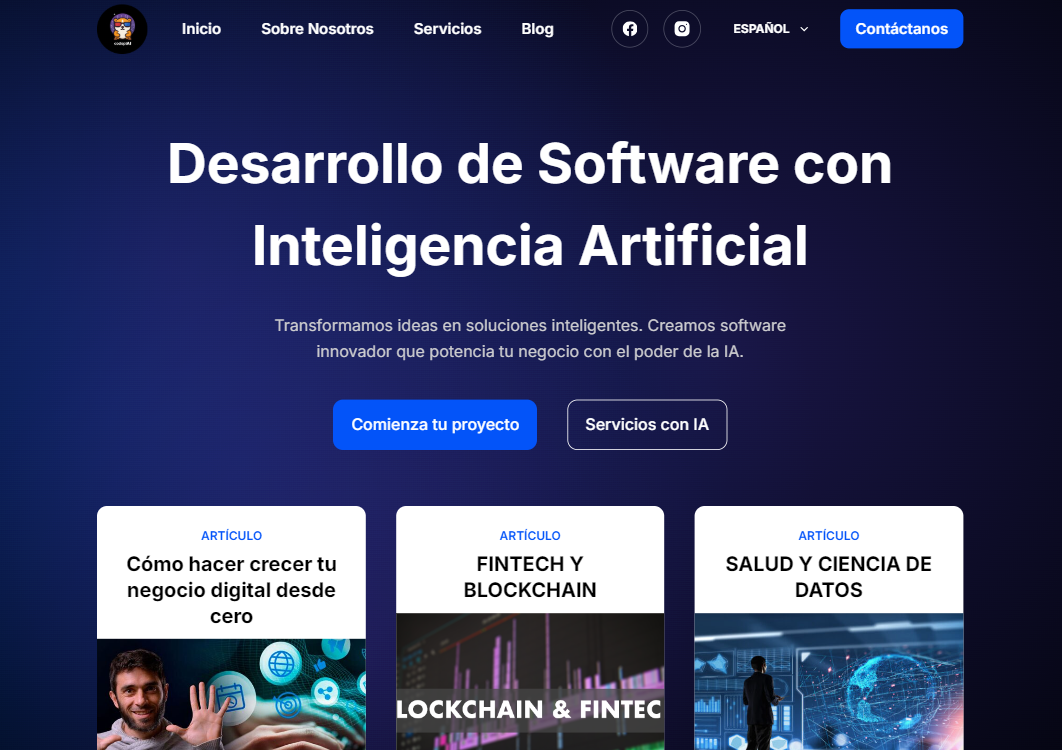 Inicio Sobre Nosotros Servicios Blog ESPAÑOL Contáctanos
Desarrollo de Software con
Inteligencia Artificial
Transformamos ideas en soluciones inteligentes. Creamos software
innovador que potencia tu negocio con el poder de la IA.
Comienza tu proyecto Servicios con IA
ARTÍCULO
Cómo hacer crecer tu
negocio digital desde
cero
ARTÍCULO
FINTECH Y
BLOCKCHAIN
LOCKCHAIN & FINTEC
ARTÍCULO
SALUD Y CIENCIA DE
DATOS